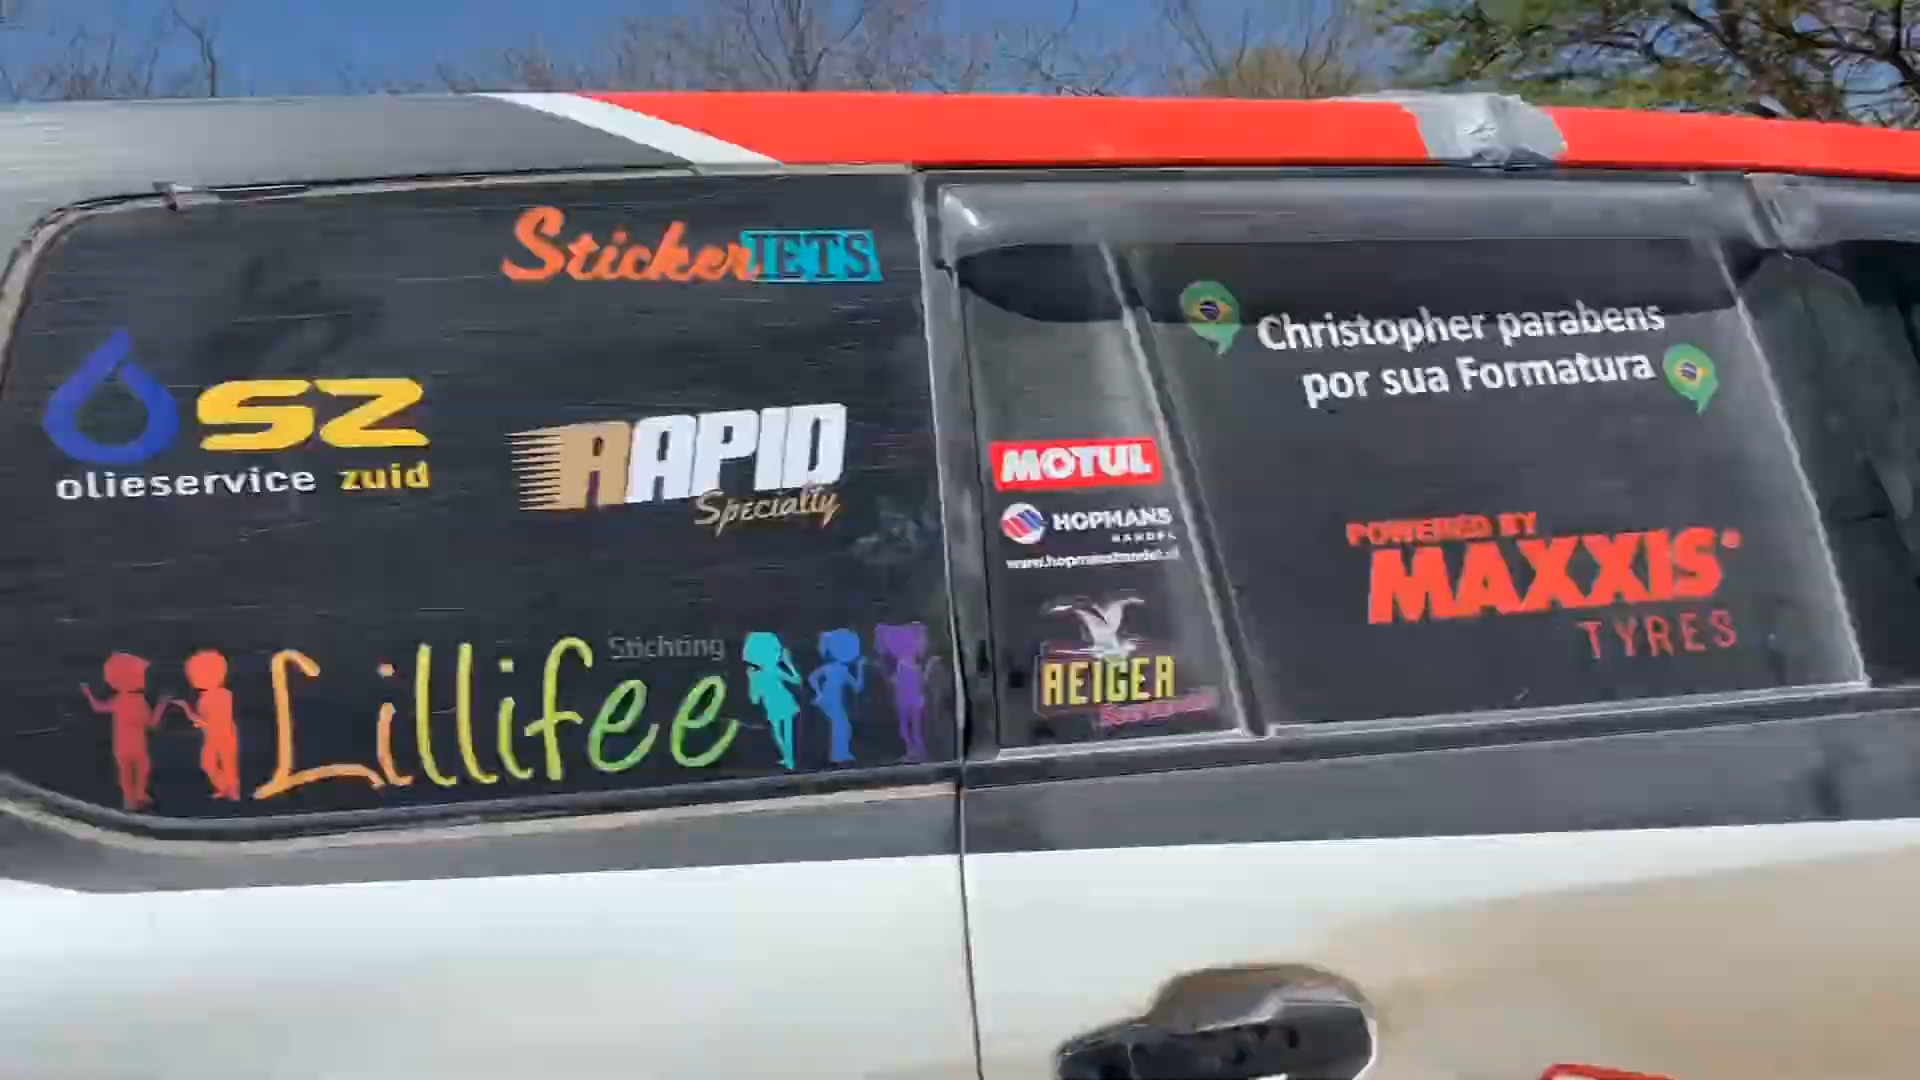 StickerIETS
SZ
olieservice zuid
RAPID
Specialty
Stichting
Lillifee
MOTUL
HOPMANS
HANDEL
REIGER
Christopher parabens
por sua Formatura
POWERED BY
MAXXIS®
TYRES